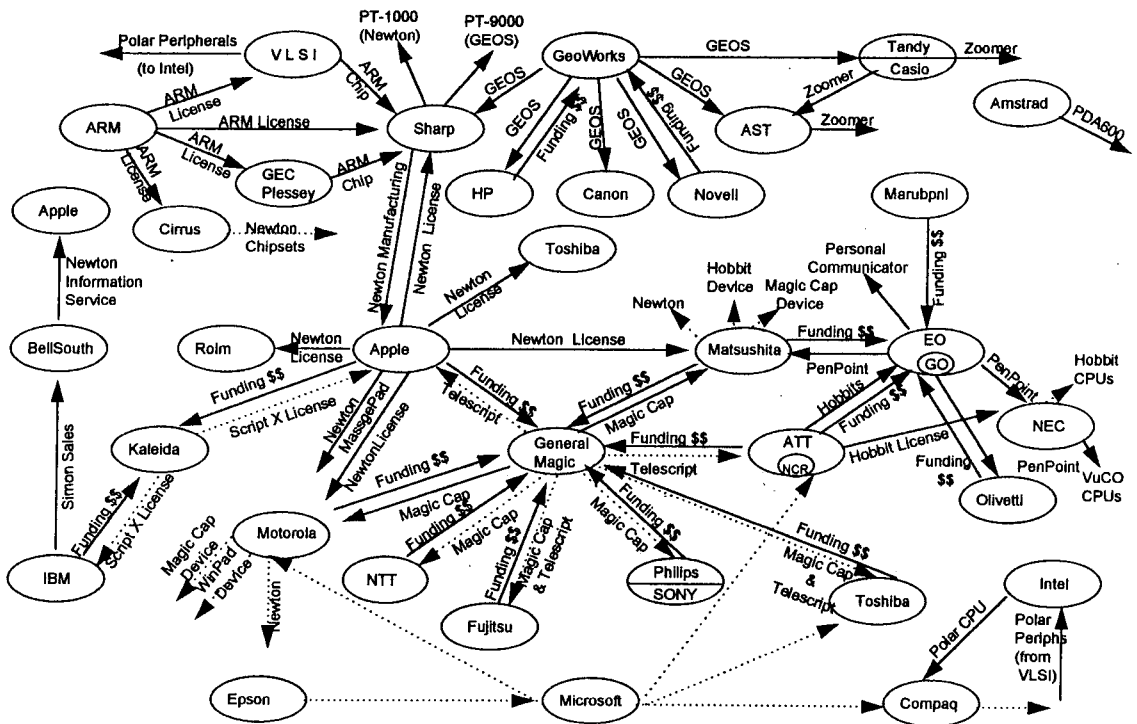 PT-1000
(Newton)
PT-9000
(GEOS)
Polar Peripherals
(to Intel)
VLSI
GeoWorks
GEOS
Tandy
Casio
Zoomer
ARM
License
ARM
Chip
GEOS
GEOS
Funding $$
GEOS
GEOS
Funding $$
GEOS
Zoomer
Amstrad
PDA600
ARM
ARM License
Sharp
AST
Zoomer
ARM
License
ARM
License
GEC
Plessey
ARM
Chip
HP
Canon
Novell
Marubpnl
Apple
Cirrus
Newton
Chipsets
Newton Manufacturing
Newton License
Toshiba
Personal
Communicator
Funding $$
Newton
Information
Service
Newton
License
Hobbit
Device
Magic Cap
Device
Newton
BellSouth
Rolm
Newton
License
Apple
Newton License
Matsushita
Funding $$
PenPoint
EO
GO
PenPoint
Hobbit
CPUs
Funding $$
Script X License
Newton
MassgePad
NewtonLicense
Funding $$
Telescript
Funding $$
Magic Cap
Hobbits
Funding $$
NEC
Simon Sales
Kaleida
General
Magic
Funding $$
Telescript
ATT
NCR
Hobbit License
Funding
$$
PenPoint
VuCO
CPUs
Olivetti
Funding $$
Script X License
Funding $$
Magic Cap
Magic Cap
Device
WinPad
Device
Motorola
Newton
Funding $$
Magic Cap
Funding $$
Magic Cap
& Telescript
Funding $$
Magic Cap
Funding $$
Magic Cap
&
Telescript
IBM
NTT
Philips
SONY
Toshiba
Intel
Fujitsu
Polar CPU
Polar
Periphs
(from
VLSI)
Epson
Microsoft
Compaq